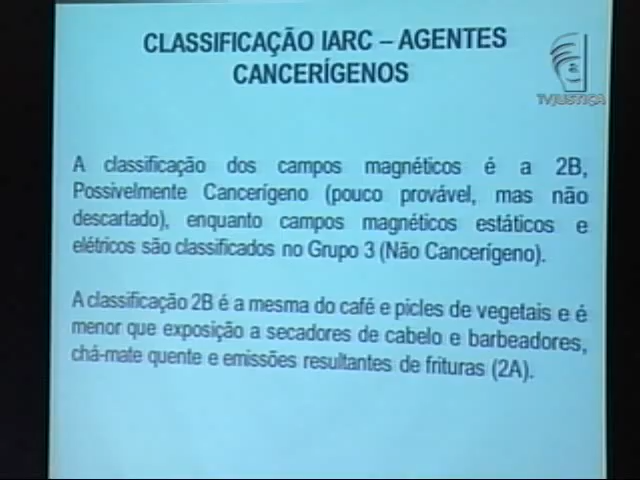 CLASSIFICAÇÃO IARC – AGENTES
CANCERÍGENOS
TVJUSTIÇA
A classificação dos campos magnéticos é a 2B,
Possivelmente Cancerígeno (pouco provável, mas não
descartado), enquanto campos magnéticos estáticos e
elétricos são classificados no Grupo 3 (Não Cancerígeno).
A classificação 2B é a mesma do café e picles de vegetais e é
menor que exposição a secadores de cabelo e barbeadores,
chá-mate quente e emissões resultantes de frituras (2A).